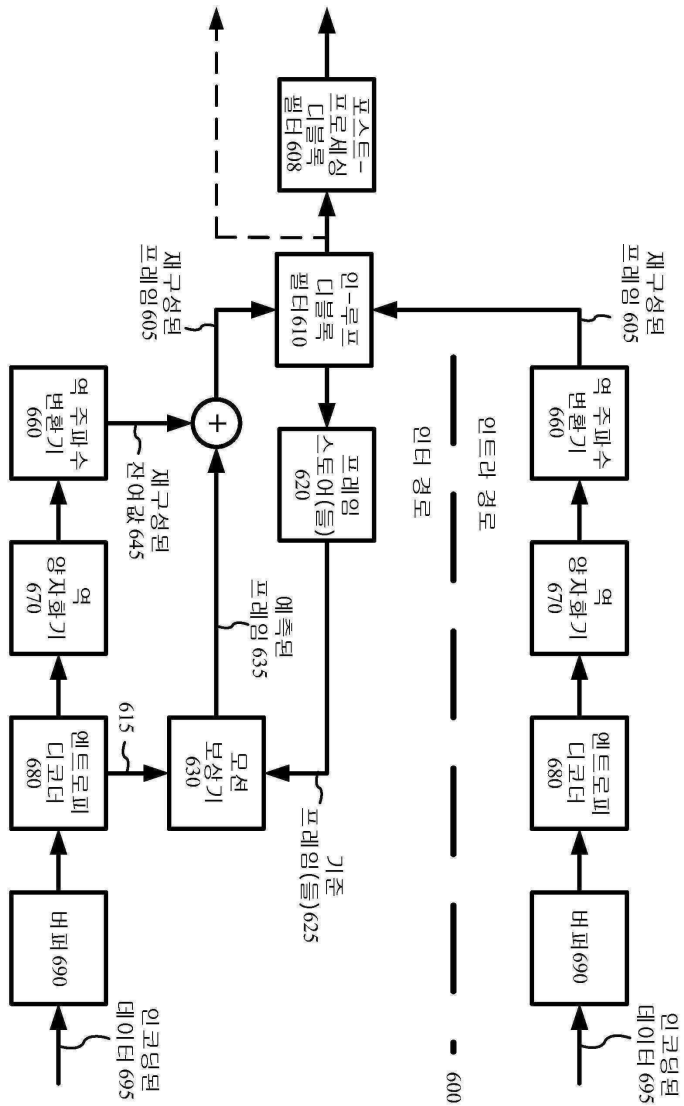 재구성된
프레임 605
역 주파수
변환기
660
역
양자화기
670
엔트로피
디코더
680
버퍼 690
인코딩된
데이터 695
인트라 경로
600
인터 경로
포스트-
프로세싱
디블록
필터 608
인-루프
디블록
필터 610
프레임
스토어(들)
620
기준
프레임(들) 625
예측된
프레임 635
모션
보상기
630
재구성된
프레임 605
재구성된
잔여값 645
615
역 주파수
변환기
660
역
양자화기
670
엔트로피
디코더
680
버퍼 690
인코딩된
데이터 695